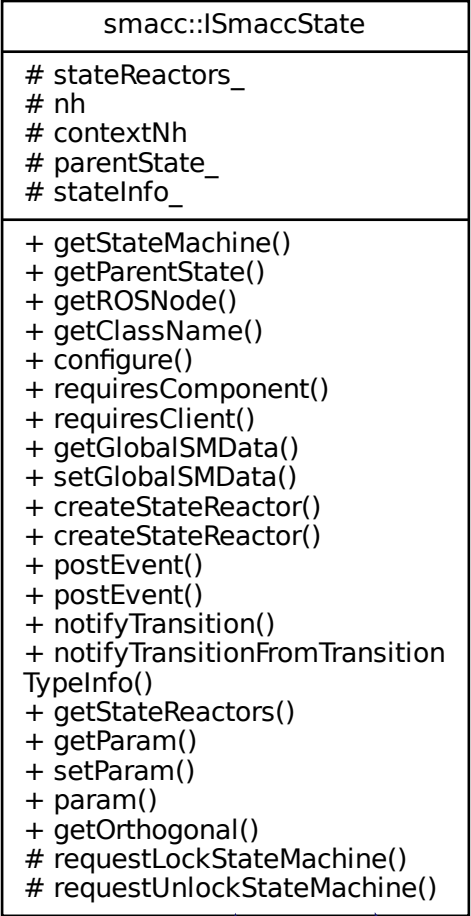 smacc::ISmaccState
# stateReactors_
# nh
# contextNh
# parentState_
# stateInfo_
+ getStateMachine()
+ getParentState()
+ getROSNode()
+ getClassName()
+ configure()
+ requiresComponent()
+ requiresClient()
+ getGlobalSMData()
+ setGlobalSMData()
+ createStateReactor()
+ createStateReactor()
+ postEvent()
+ postEvent()
+ notifyTransition()
+ notifyTransitionFromTransition
TypeInfo()
+ getStateReactors()
+ getParam()
+ setParam()
+ param()
+ getOrthogonal()
# requestLockStateMachine()
# requestUnlockStateMachine()